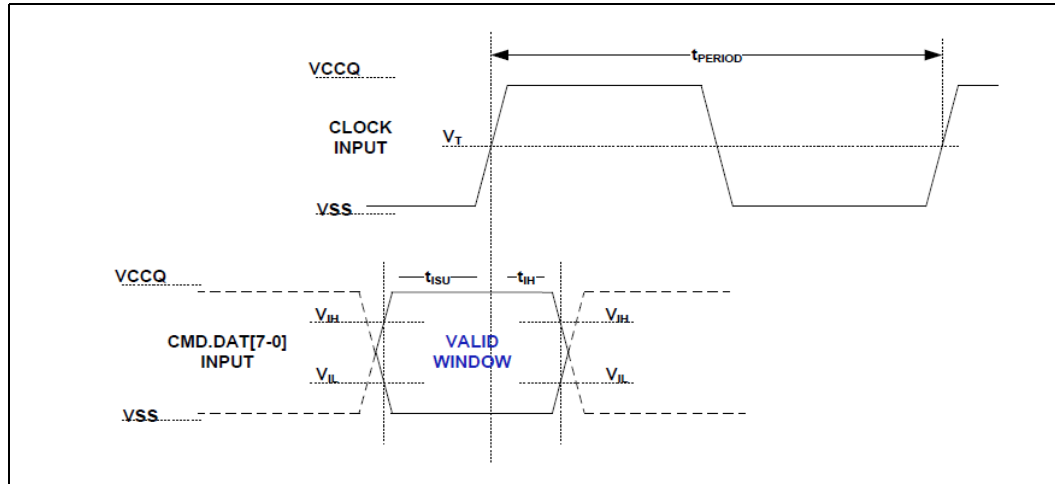 tPERIOD
VCCQ
CLOCK
INPUT
VT
VSS
VCCQ
tISU
tIH
VIH
VIH
CMD.DAT[7-0]
INPUT
VALID
WINDOW
VIL
VIL
VSS